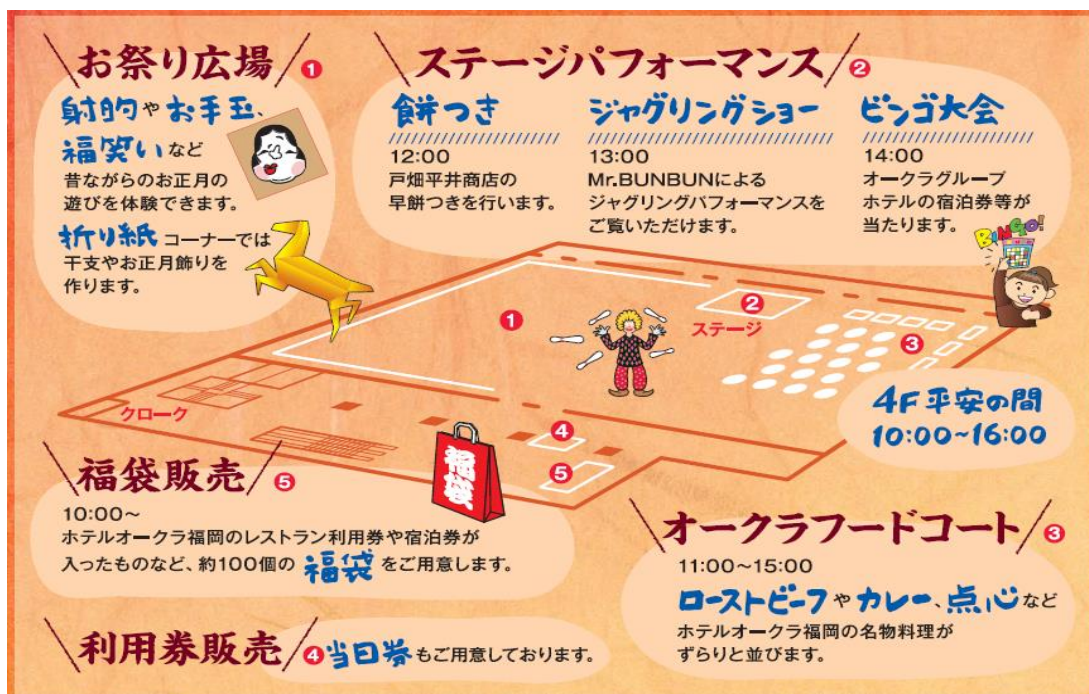 お祭り広場 ❶
射的やお手玉、
福笑いなど
昔ながらのお正月の
遊びを体験できます。
折り紙コーナーでは
干支やお正月飾りを
作ります。
ステージパフォーマンス ❷
餅つき
12:00
戸畑平井商店の
早餅つきを行います。
ジャグリングショー
13:00
Mr.BUNBUNによる
ジャグリングパフォーマンスを
ご覧いただけます。
ビンゴ大会
14:00
オークラグループ
ホテルの宿泊券等が
当たります。
BINGO!
❶
❷
ステージ
❸
4F 平安の間
10:00~16:00
クローク
❹
❺
福袋
福袋販売 ❺
10:00~
ホテルオークラ福岡のレストラン利用券や宿泊券が
入ったものなど、約100個の 福袋 をご用意します。
利用券販売 ❹ 当日券もご用意しております。
オークラフードコート ❸
11:00~15:00
ローストビーフやカレー、点心など
ホテルオークラ福岡の名物料理が
ずらりと並びます。